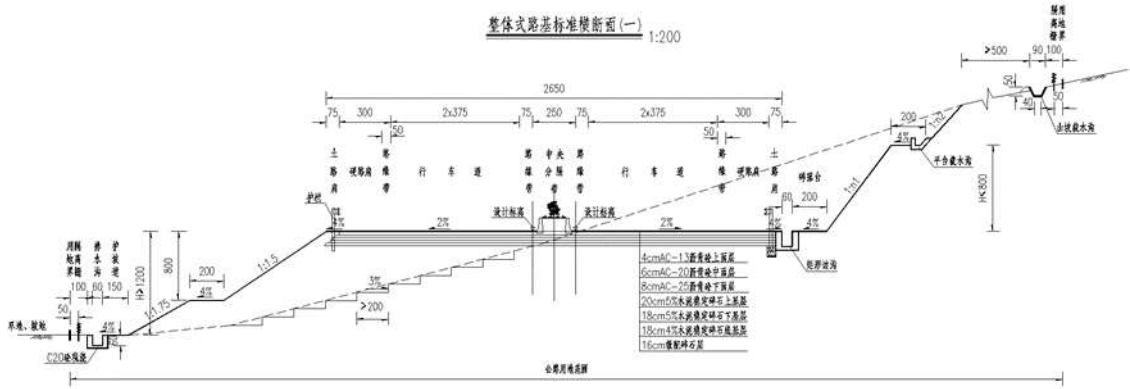 整体式路基标准横断面(一)
1:200
隔离栅
用地界
>500
90
100
50
40
50
山坡截水沟
2650
75
300
2x375
75
250
75
2x375
300
75
50
50
土路肩
硬路肩
路缘带
行车道
路缘带
中央分隔带
路缘带
行车道
路缘带
硬路肩
土路肩
200
4%
1:n2
平台截水沟
碎落台
60
200
1:n1
H≤800
护栏
设计标高
设计标高
4%
2%
2%
4%
4%
矩形边沟
用地界
隔离栅
排水沟
护坡道
100
60
150
50
H≥1200
800
200
4%
1:1.5
1:1.75
3%
>200
4%
60
C20砼现浇
4cmAC-13沥青砼上面层
6cmAC-20沥青砼中面层
8cmAC-25沥青砼下面层
20cm5%水泥稳定碎石上基层
18cm5%水泥稳定碎石下基层
18cm4%水泥稳定碎石底基层
16cm级配碎石层
公路用地范围